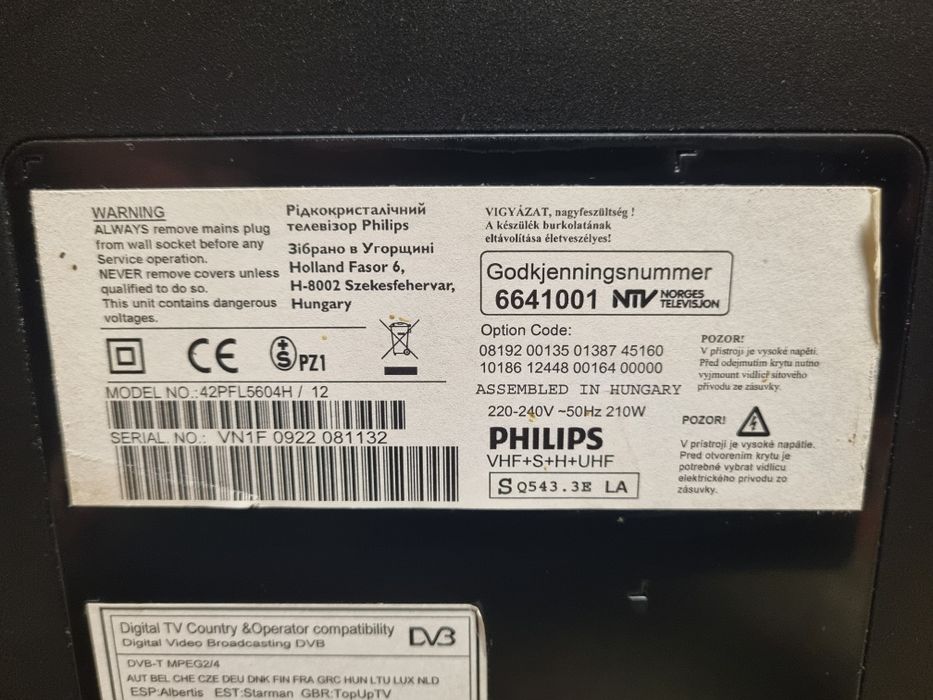 WARNING
ALWAYS remove mains plug
from wall socket before any
Service operation.
NEVER remove covers unless
qualified to do so.
This unit contains dangerous
voltages.
Рідкокристалічний
телевізор Philips
Зібрано в Угорщині
Holland Fasor 6,
H-8002 Szekesfehervar,
Hungary
CE
S PZ1
MODEL NO.:42PFL5604H / 12
SERIAL. NO.: VN1F 0922 081132
VIGYÁZAT, nagyfeszültség !
A készülék burkolatának
eltávolítása életveszélyes!
Godkjenningsnummer
6641001 NTV NORGES
TELEVISJON
Option Code:
08192 00135 01387 45160
10186 12448 00164 00000
ASSEMBLED IN HUNGARY
220-240V ~50Hz 210W
PHILIPS
VHF+S+H+UHF
S Q543.3E LA
POZOR!
V přístroji je vysoké napětí.
Před odejmutím krytu nutno
vyjmount vidlicř síťového
přívodu ze zásuvky.
POZOR!
V prístroji je vysoké napätie.
Pred otvorením krytu je
potrebné vybrat vidlicu
elektrického prívodu zo
zásuvky.
Digital TV Country &Operator compatibility
Digital Video Broadcasting DVB
DVB
DVB-T MPEG2/4
AUT BEL CHE CZE DEU DNK FIN FRA GRC HUN LTU LUX NLD
ESP:Albertis EST:Starman GBR:TopUpTV